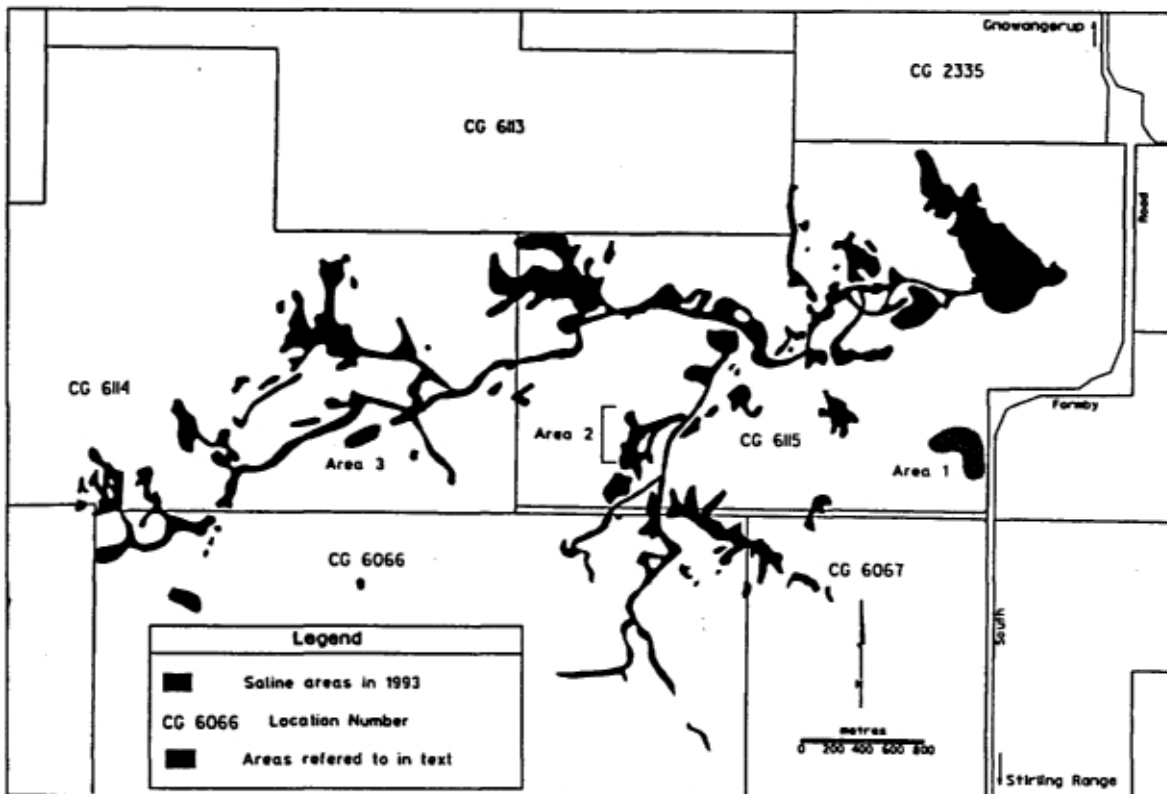 Gnowangerup
CG 2335
CG 6113
Road
CG 6114
Formby
Area 2
CG 6115
Area 3
Area 1
CG 6066
CG 6067
South
Legend
Saline areas in 1993
CG 6066 Location Number
Areas refered to in text
metres
0 200 400 600 800
Stirling Range